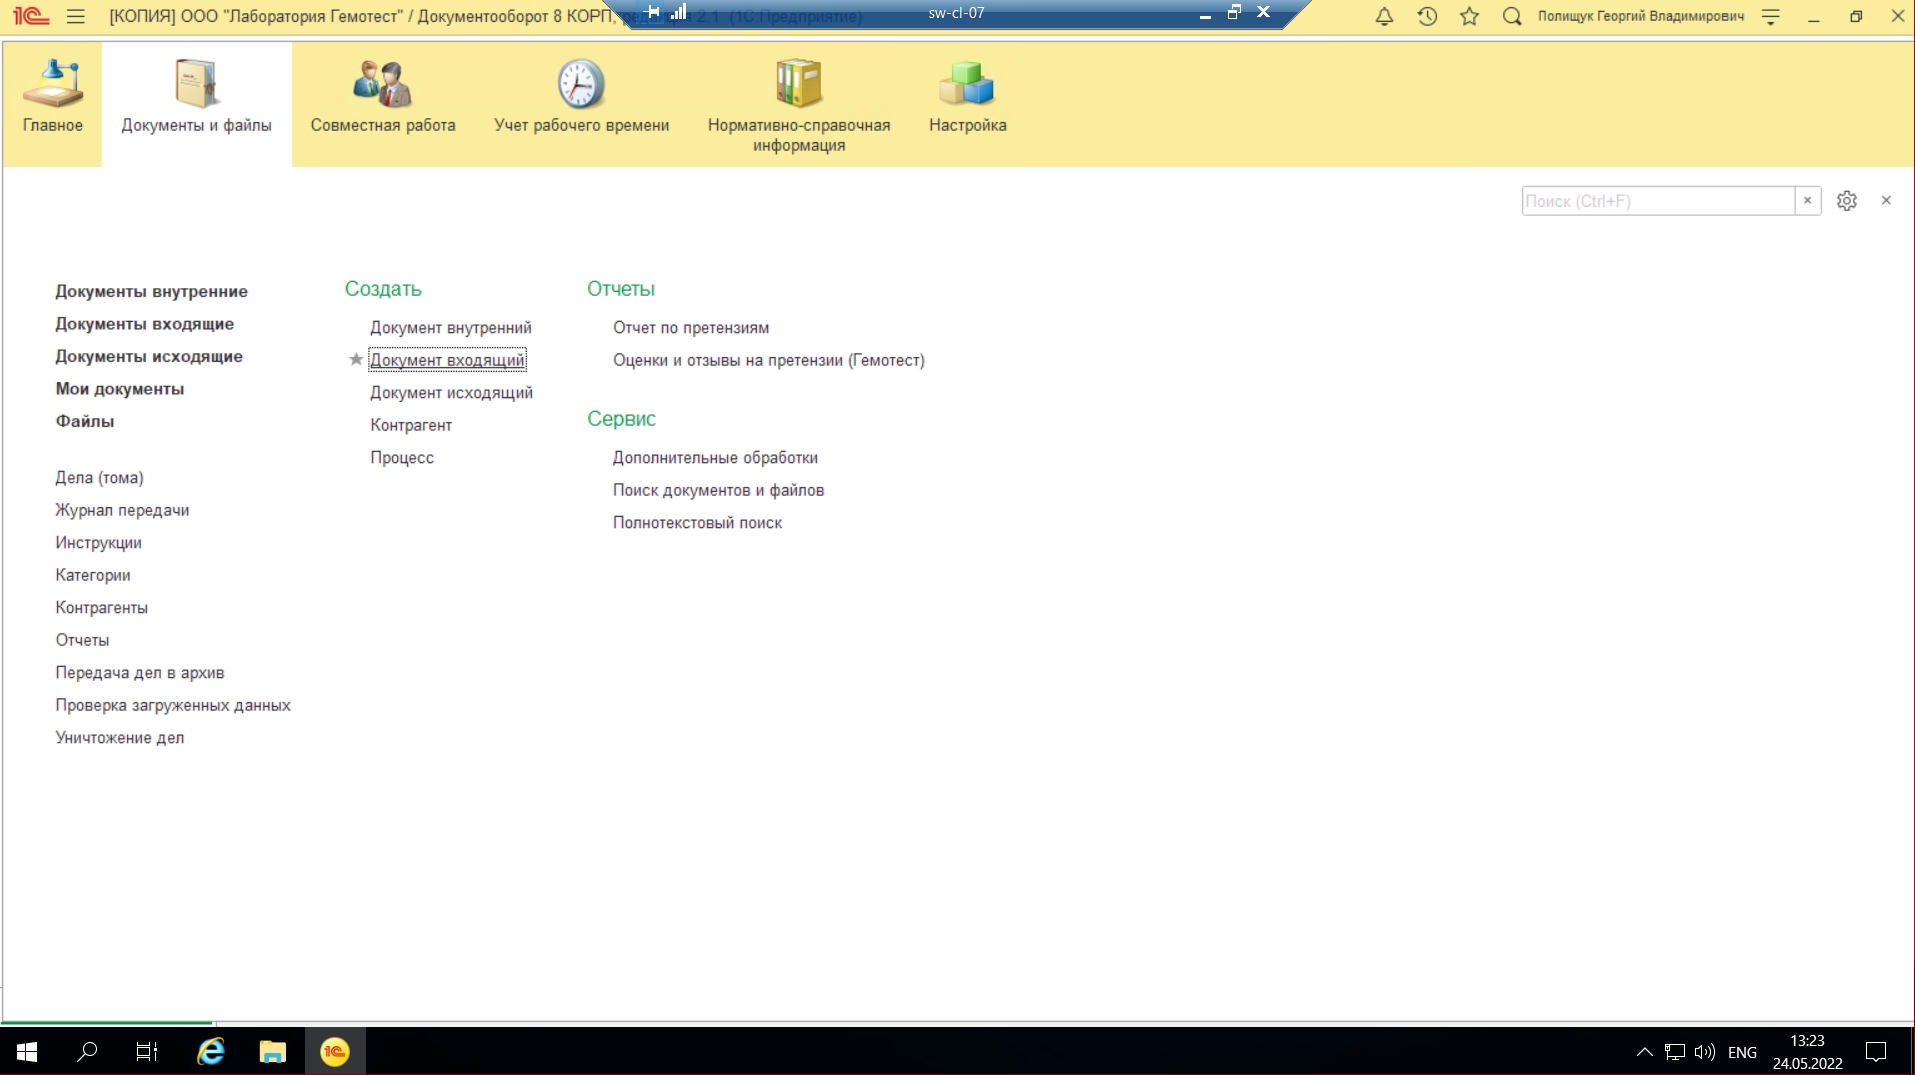 [КОПИЯ] ООО "Лаборатория Гемотест" / Документооборот 8 КОРП, редакция 2.1 (1С:Предприятие)
sw-cl-07
Полищук Георгий Владимирович
Главное
Документы и файлы
Совместная работа
Учет рабочего времени
Нормативно-справочная
информация
Настройка
Поиск (Ctrl+F)
Документы внутренние
Документы входящие
Документы исходящие
Мои документы
Файлы
Дела (тома)
Журнал передачи
Инструкции
Категории
Контрагенты
Отчеты
Передача дел в архив
Проверка загруженных данных
Уничтожение дел
Создать
Документ внутренний
Документ входящий
Документ исходящий
Контрагент
Процесс
Отчеты
Отчет по претензиям
Оценки и отзывы на претензии (Гемотест)
Сервис
Дополнительные обработки
Поиск документов и файлов
Полнотекстовый поиск
ENG
13:23
24.05.2022